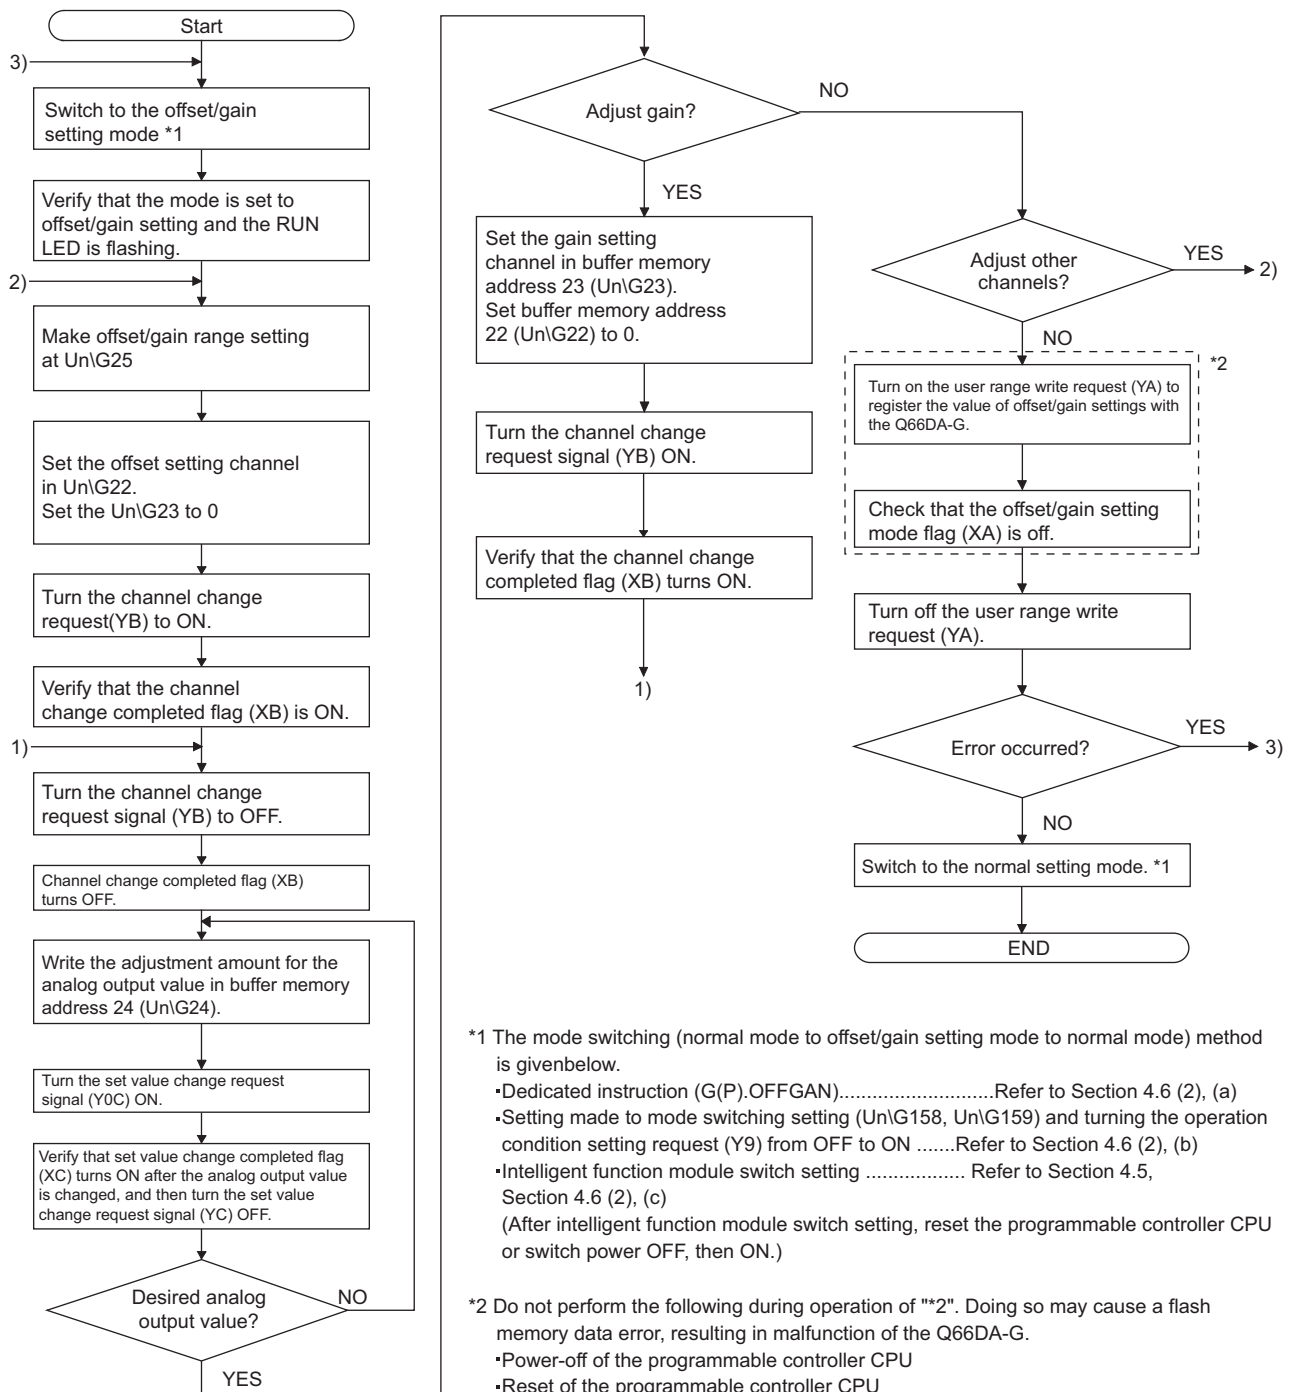 Start
3)
Switch to the offset/gain
setting mode *1
Verify that the mode is set to
offset/gain setting and the RUN
LED is flashing.
2)
Make offset/gain range setting
at Un\G25
Set the offset setting channel
in Un\G22.
Set the Un\G23 to 0
Turn the channel change
request(YB) to ON.
Verify that the channel
change completed flag (XB) is ON.
1)
Turn the channel change
request signal (YB) to OFF.
Channel change completed flag (XB)
turns OFF.
Write the adjustment amount for the
analog output value in buffer memory
address 24 (Un\G24).
Turn the set value change request
signal (Y0C) ON.
Verify that set value change completed flag
(XC) turns ON after the analog output value
is changed, and then turn the set value
change request signal (YC) OFF.
Desired analog
output value?
NO
YES
Adjust gain?
NO
YES
Set the gain setting
channel in buffer memory
address 23 (Un\G23).
Set buffer memory address
22 (Un\G22) to 0.
Turn the channel change
request signal (YB) ON.
Verify that the channel change
completed flag (XB) turns ON.
1)
Adjust other
channels?
YES
2)
NO
*2
Turn on the user range write request (YA) to
register the value of offset/gain settings with
the Q66DA-G.
Check that the offset/gain setting
mode flag (XA) is off.
Turn off the user range write
request (YA).
Error occurred?
YES
3)
NO
Switch to the normal setting mode. *1
END
*1 The mode switching (normal mode to offset/gain setting mode to normal mode) method
is givenbelow.
▪Dedicated instruction (G(P).OFFGAN)............................Refer to Section 4.6 (2), (a)
▪Setting made to mode switching setting (Un\G158, Un\G159) and turning the operation
condition setting request (Y9) from OFF to ON .......Refer to Section 4.6 (2), (b)
▪Intelligent function module switch setting .................. Refer to Section 4.5,
Section 4.6 (2), (c)
(After intelligent function module switch setting, reset the programmable controller CPU
or switch power OFF, then ON.)
*2 Do not perform the following during operation of "*2". Doing so may cause a flash
memory data error, resulting in malfunction of the Q66DA-G.
▪Power-off of the programmable controller CPU
▪Reset of the programmable controller CPU